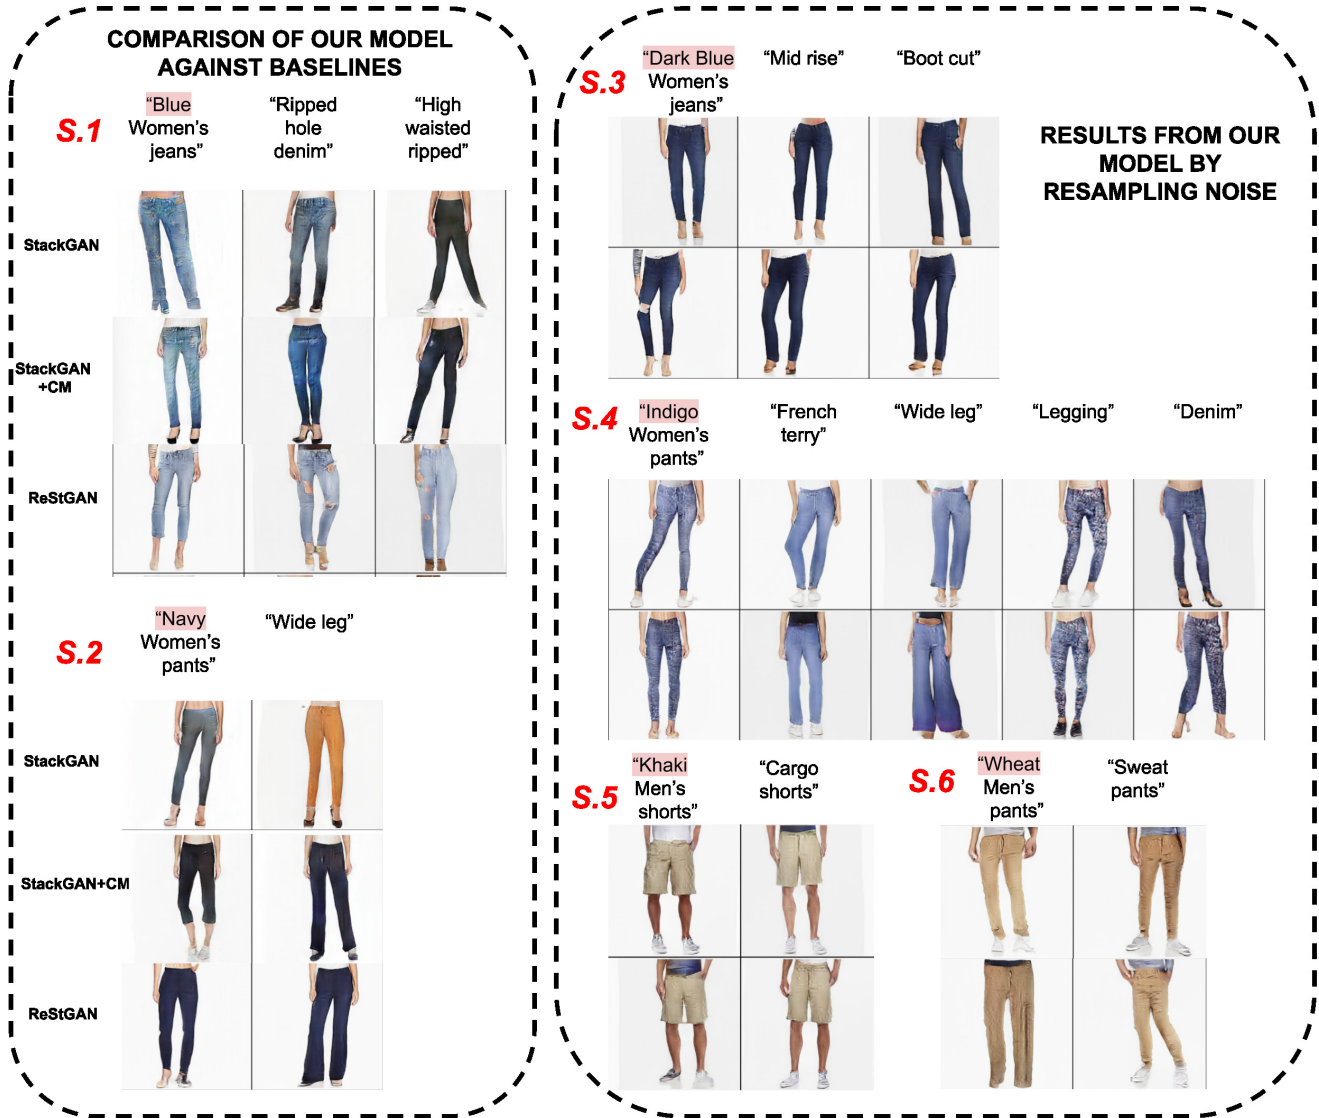 COMPARISON OF OUR MODEL
AGAINST BASELINES
S.1
“Blue
Women’s
jeans”
“Ripped
hole
denim”
“High
waisted
ripped”
StackGAN
StackGAN
+CM
ReStGAN
S.2
“Navy
Women’s
pants”
“Wide leg”
StackGAN
StackGAN+CM
ReStGAN
RESULTS FROM OUR
MODEL BY
RESAMPLING NOISE
S.3
“Dark Blue
Women’s
jeans”
“Mid rise”
“Boot cut”
S.4
“Indigo
Women’s
pants”
“French
terry”
“Wide leg”
“Legging”
“Denim”
S.5
“Khaki
Men’s
shorts”
“Cargo
shorts”
S.6
“Wheat
Men’s
pants”
“Sweat
pants”